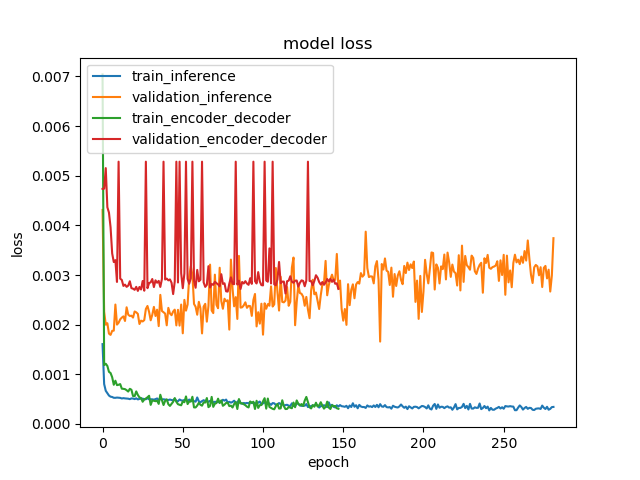 model loss
train_inference
validation_inference
train_encoder_decoder
validation_encoder_decoder
loss
0.007
0.006
0.005
0.004
0.003
0.002
0.001
0.000
0 50 100 150 200 250
epoch